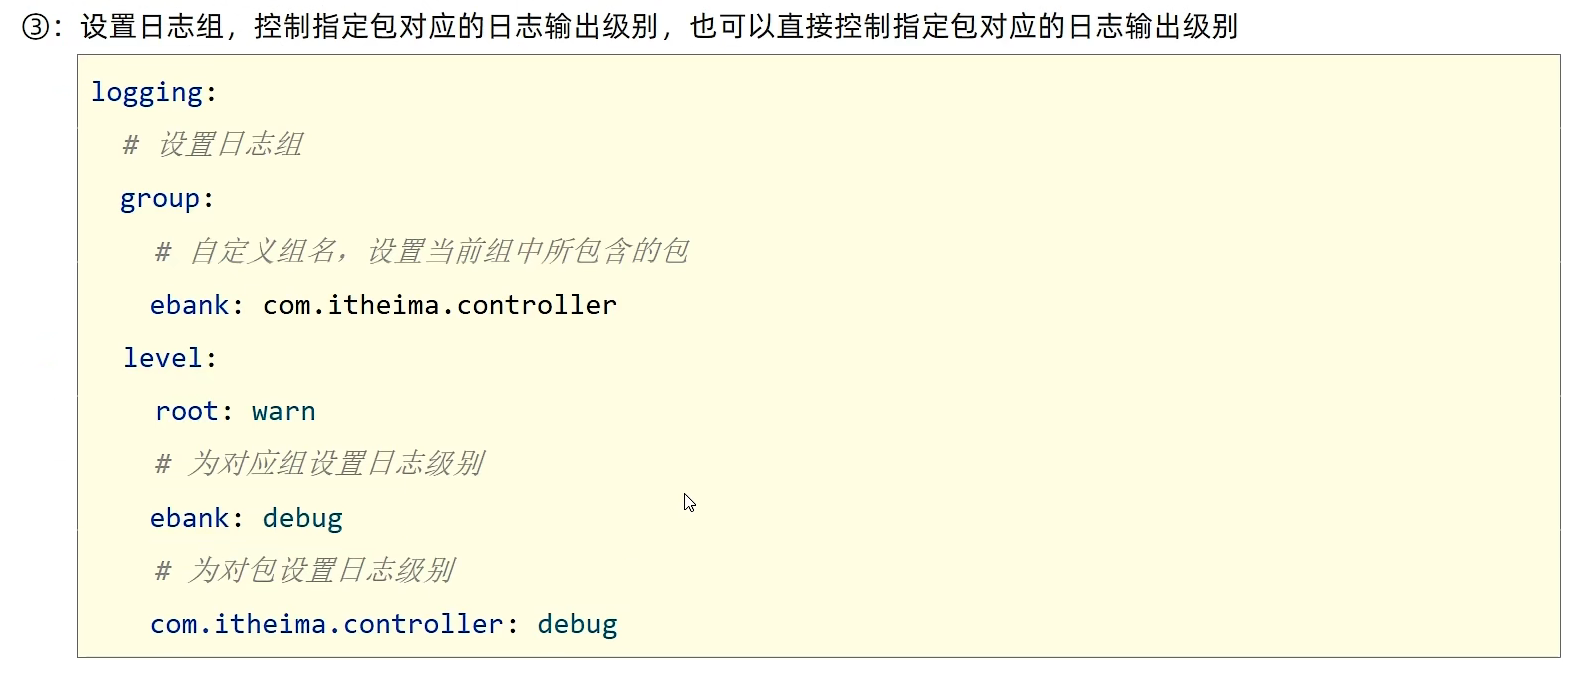 ③：设置日志组，控制指定包对应的日志输出级别，也可以直接控制指定包对应的日志输出级别
logging:
# 设置日志组
group:
# 自定义组名，设置当前组中所包含的包
ebank: com.itheima.controller
level:
root: warn
# 为对应组设置日志级别
ebank: debug
# 为对包设置日志级别
com.itheima.controller: debug